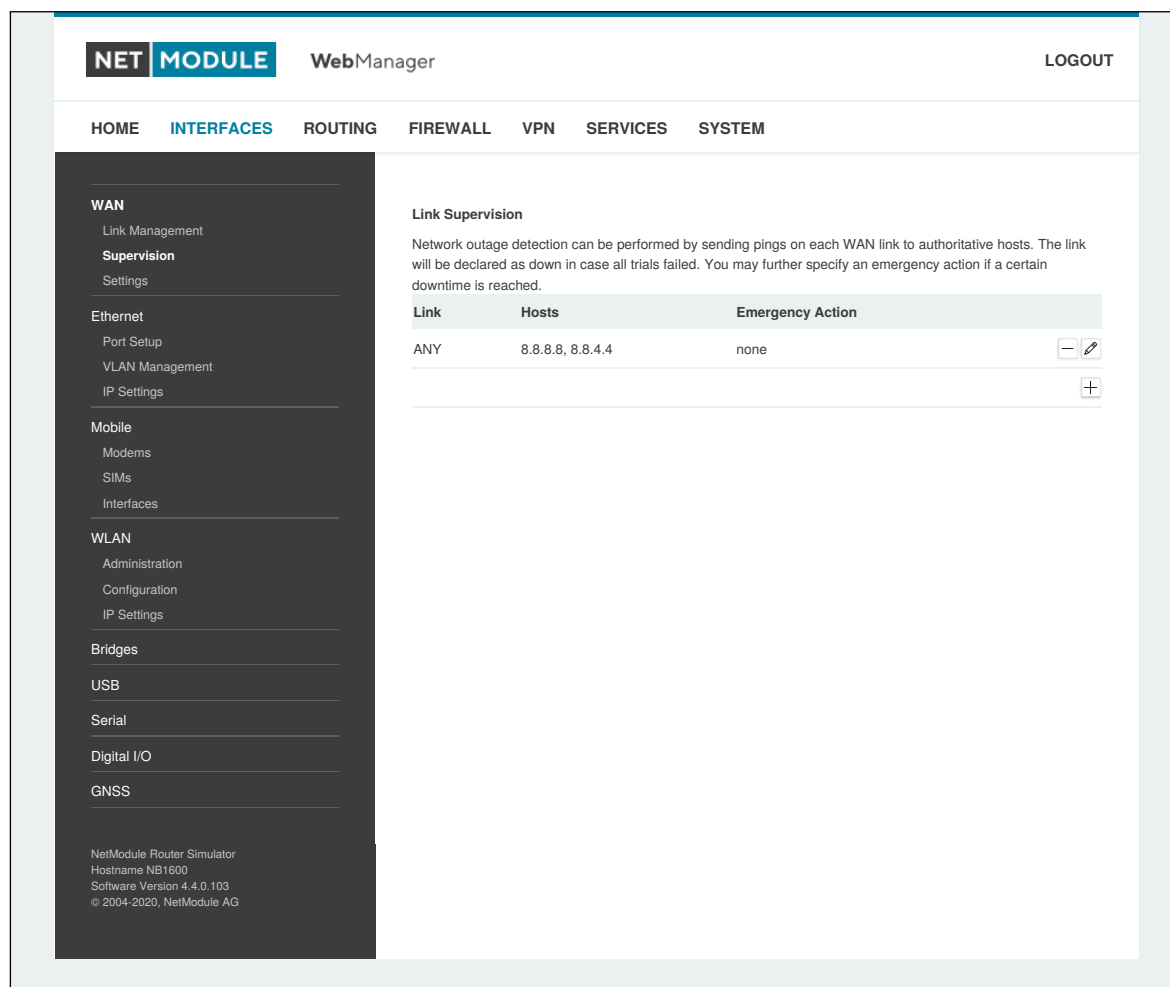 NET MODULE WebManager LOGOUT
HOME INTERFACES ROUTING FIREWALL VPN SERVICES SYSTEM
WAN
Link Management
Supervision
Settings
Ethernet
Port Setup
VLAN Management
IP Settings
Mobile
Modems
SIMs
Interfaces
WLAN
Administration
Configuration
IP Settings
Bridges
USB
Serial
Digital I/O
GNSS
NetModule Router Simulator
Hostname NB1600
Software Version 4.4.0.103
© 2004-2020, NetModule AG
Link Supervision
Network outage detection can be performed by sending pings on each WAN link to authoritative hosts. The link
will be declared as down in case all trials failed. You may further specify an emergency action if a certain
downtime is reached.
Link Hosts Emergency Action
ANY 8.8.8.8, 8.8.4.4 none